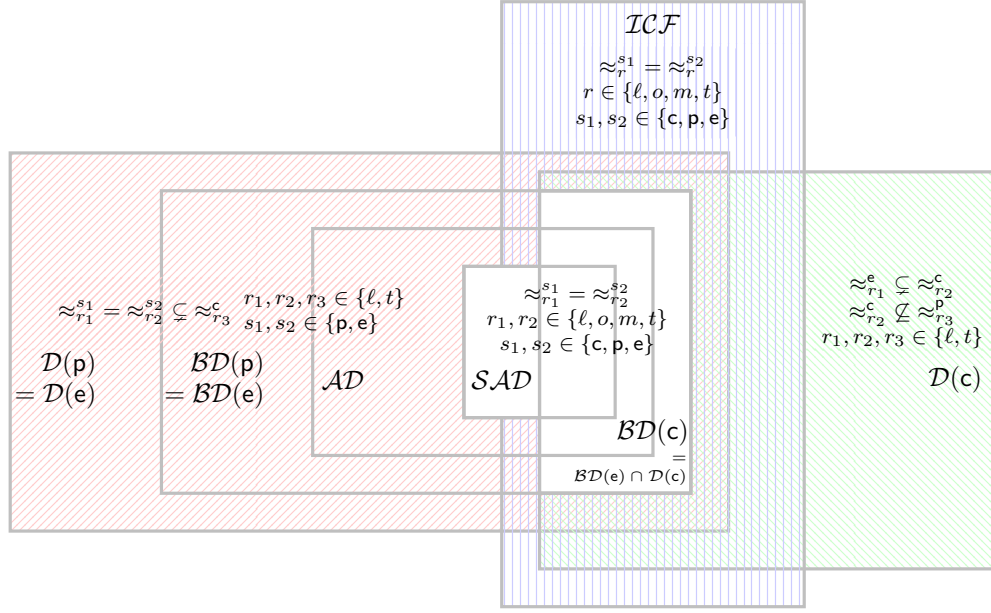 ℐ𝒞ℱ
≈_r^{s_1} = ≈_r^{s_2}
r ∈ {ℓ, o, m, t}
s_1, s_2 ∈ {c, p, e}
≈_{r_1}^{s_1} = ≈_{r_2}^{s_2} ⊊ ≈_{r_3}^{c}
r_1, r_2, r_3 ∈ {ℓ, t}
s_1, s_2 ∈ {p, e}
𝒟(p)
= 𝒟(e)
ℬ𝒟(p)
= ℬ𝒟(e)
𝒜𝒟
≈_{r_1}^{s_1} = ≈_{r_2}^{s_2}
r_1, r_2 ∈ {ℓ, o, m, t}
s_1, s_2 ∈ {c, p, e}
𝒮𝒜𝒟
ℬ𝒟(c)
=
ℬ𝒟(e) ∩ 𝒟(c)
≈_{r_1}^{e} ⊊ ≈_{r_2}^{c}
≈_{r_2}^{c} ⊈ ≈_{r_3}^{p}
r_1, r_2, r_3 ∈ {ℓ, t}
𝒟(c)